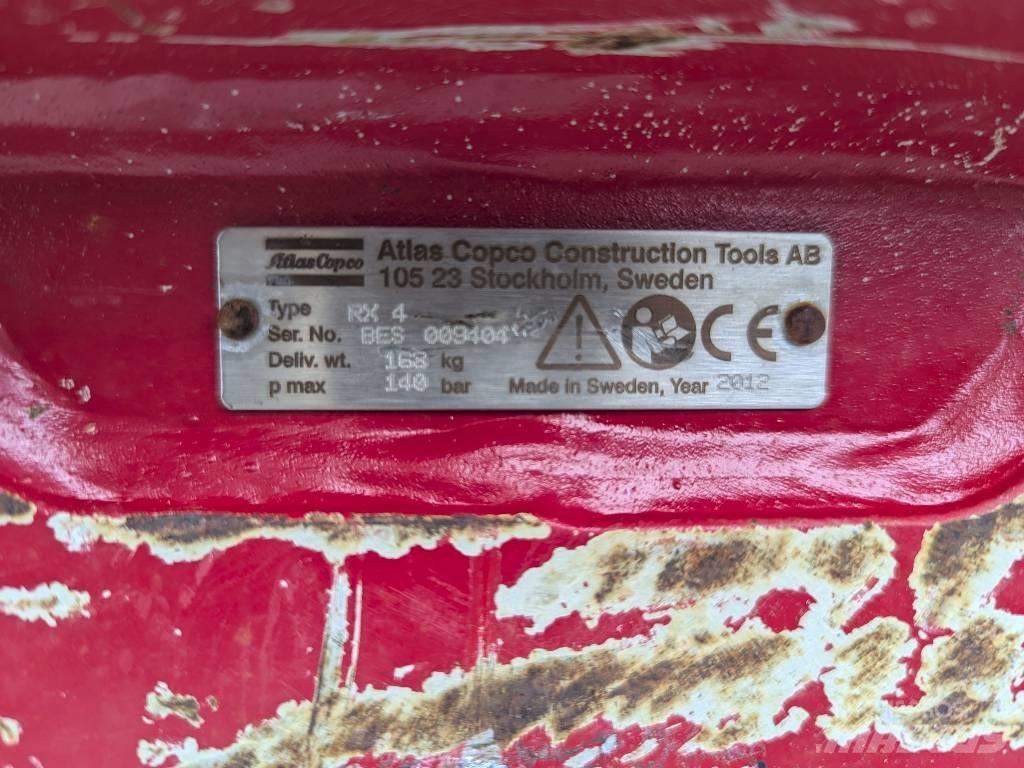 Atlas Copco
Atlas Copco Construction Tools AB
105 23 Stockholm, Sweden
Type RX 4
Ser. No. BES 009404
Deliv. wt. 168 kg
p max 140 bar
CE
Made in Sweden, Year 2012
MASCUS